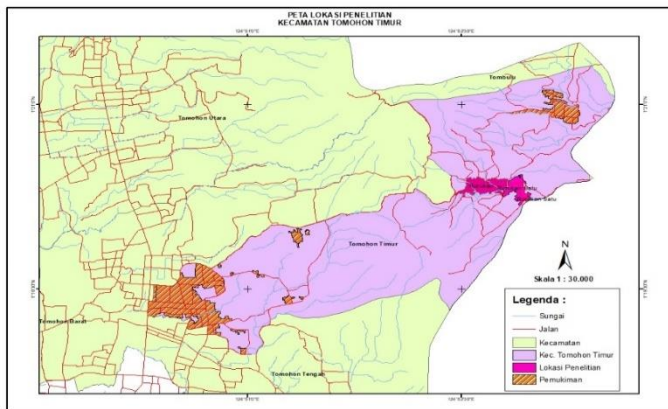 PETA LOKASI PENELITIAN
KECAMATAN TOMOHON TIMUR
Tombulu
Tomohon Utara
Tomohon Timur
N
Skala 1 : 30.000
Legenda :
Sungai
Jalan
Kecamatan
Kec. Tomohon Timur
Lokasi Penelitian
Pemukiman
Tomohon Barat
Tomohon Tengah